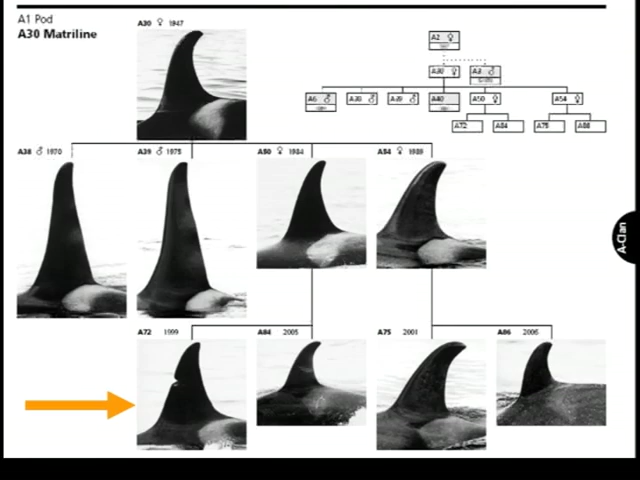 A1 Pod
A30 Matriline
A30 ♀ 1947
A2 ♀
A30 ♀
A3 ♂
A6 ♂
A38 ♂
A39 ♂
A40
A50 ♀
A54 ♀
A72
A84
A75
A86
A38 ♂ 1970
A39 ♂ 1975
A50 ♀ 1984
A54 ♀ 1989
A-Clan
A72 1999
A84 2005
A75 2001
A86 2006